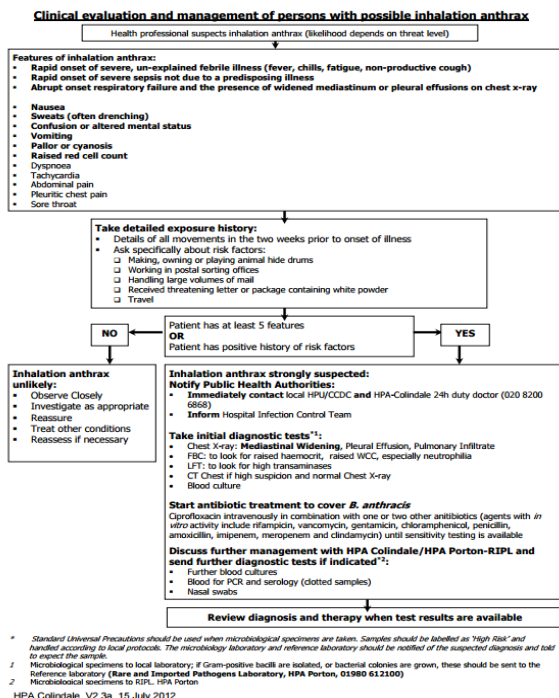 Clinical evaluation and management of persons with possible inhalation anthrax
Health professional suspects inhalation anthrax (likelihood depends on threat level)
Features of inhalation anthrax:
• Rapid onset of severe, un-explained febrile illness (fever, chills, fatigue, non-productive cough)
• Rapid onset of severe sepsis not due to a predisposing illness
• Abrupt onset respiratory failure and the presence of widened mediastinum or pleural effusions on chest x-ray
• Nausea
• Sweats (often drenching)
• Confusion or altered mental status
• Vomiting
• Pallor or cyanosis
• Raised red cell count
• Dyspnoea
• Tachycardia
• Abdominal pain
• Pleuritic chest pain
• Sore throat
Take detailed exposure history:
• Details of all movements in the two weeks prior to onset of illness
• Ask specifically about risk factors:
❑ Making, owning or playing animal hide drums
❑ Working in postal sorting offices
❑ Handling large volumes of mail
❑ Received threatening letter or package containing white powder
❑ Travel
NO
Patient has at least 5 features
OR
Patient has positive history of risk factors
YES
Inhalation anthrax
unlikely:
• Observe Closely
• Investigate as appropriate
• Reassure
• Treat other conditions
• Reassess if necessary
Inhalation anthrax strongly suspected:
Notify Public Health Authorities:
• Immediately contact local HPU/CCDC and HPA-Colindale 24h duty doctor (020 8200
6868)
• Inform Hospital Infection Control Team
Take initial diagnostic tests*1:
• Chest X-ray: Mediastinal Widening, Pleural Effusion, Pulmonary Infiltrate
• FBC: to look for raised haemocrit, raised WCC, especially neutrophilia
• LFT: to look for high transaminases
• CT Chest if high suspicion and normal Chest X-ray
• Blood culture
Start antibiotic treatment to cover B. anthracis
Ciprofloxacin intravenously in combination with one or two other anitibiotics (agents with in
vitro activity include rifampicin, vancomycin, gentamicin, chloramphenicol, penicillin,
amoxicillin, imipenem, meropenem and clindamycin) until sensitivity testing is available
Discuss further management with HPA Colindale/HPA Porton-RIPL and
send further diagnostic tests if indicated*2:
• Further blood cultures
• Blood for PCR and serology (clotted samples)
• Nasal swabs
Review diagnosis and therapy when test results are available
* Standard Universal Precautions should be used when microbiological specimens are taken. Samples should be labelled as 'High Risk' and
handled according to local protocols. The microbiology laboratory and reference laboratory should be notified of the suspected diagnosis and told
to expect the sample.
1 Microbiological specimens to local laboratory; if Gram-positive bacilli are isolated, or bacterial colonies are grown, these should be sent to the
Reference laboratory (Rare and Imported Pathogens Laboratory, HPA Porton, 01980 612100)
2 Microbiological specimens to RIPL, HPA Porton
HPA Colindale V2.3a 15 July 2012